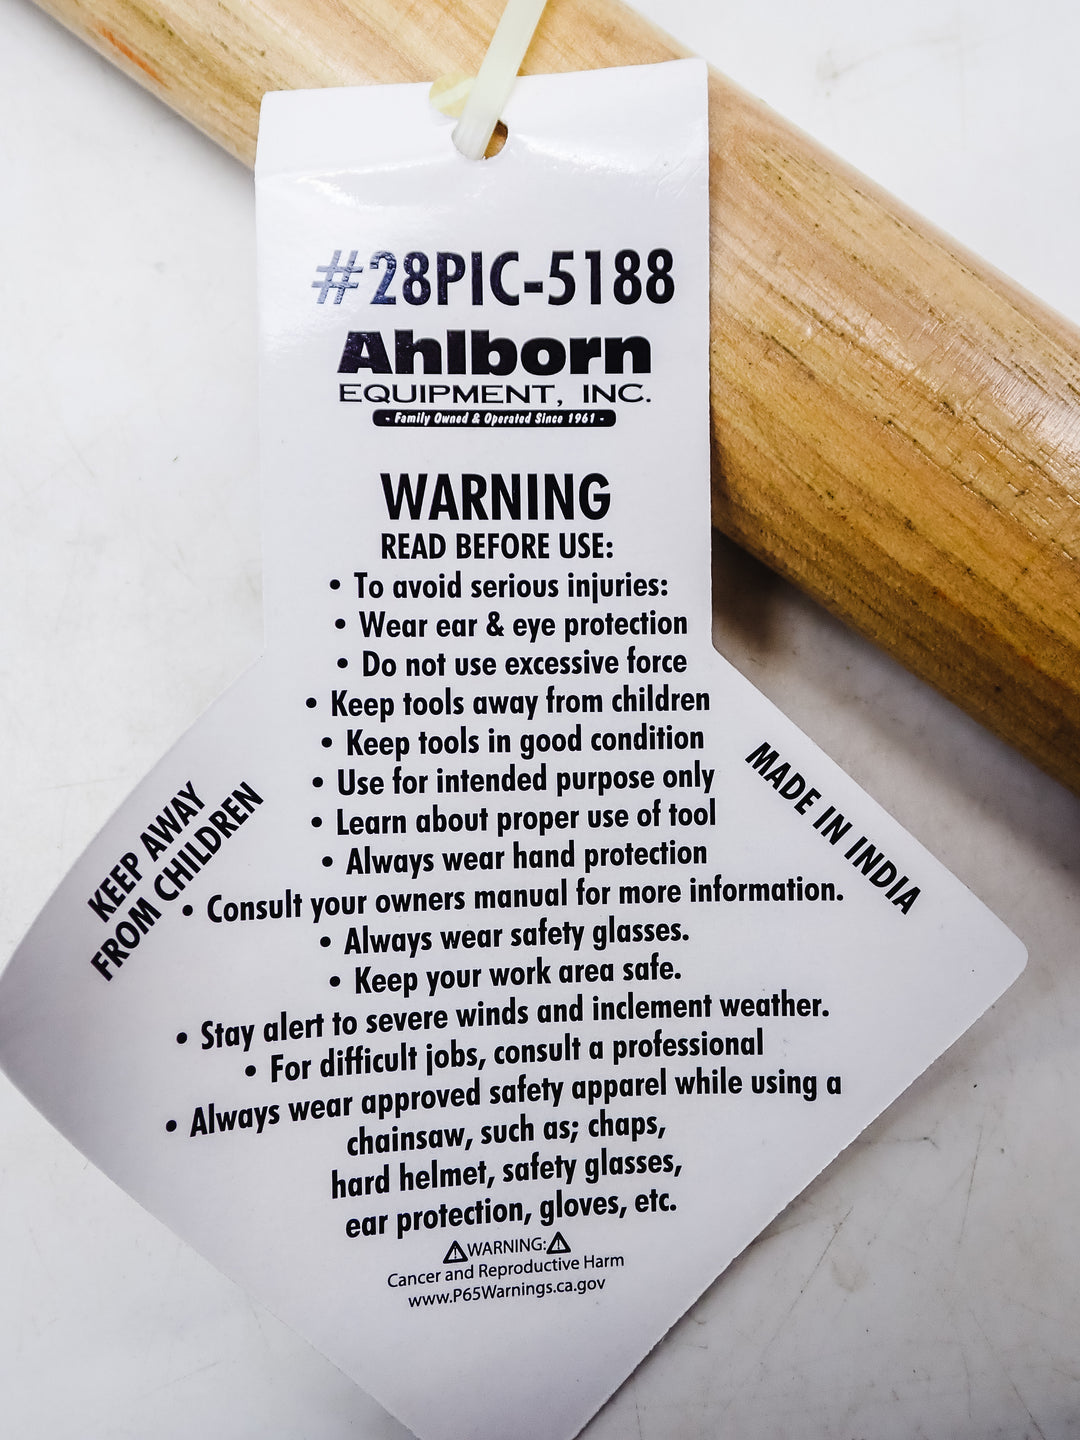 #28PIC-5188
Ahlborn
EQUIPMENT, INC.
- Family Owned & Operated Since 1961 -
WARNING
READ BEFORE USE:
• To avoid serious injuries:
• Wear ear & eye protection
• Do not use excessive force
• Keep tools away from children
• Keep tools in good condition
• Use for intended purpose only
• Learn about proper use of tool
• Always wear hand protection
• Consult your owners manual for more information.
• Always wear safety glasses.
• Keep your work area safe.
• Stay alert to severe winds and inclement weather.
• For difficult jobs, consult a professional
• Always wear approved safety apparel while using a
chainsaw, such as; chaps,
hard helmet, safety glasses,
ear protection, gloves, etc.
⚠WARNING:⚠
Cancer and Reproductive Harm
www.P65Warnings.ca.gov
KEEP AWAY
FROM CHILDREN
MADE IN INDIA